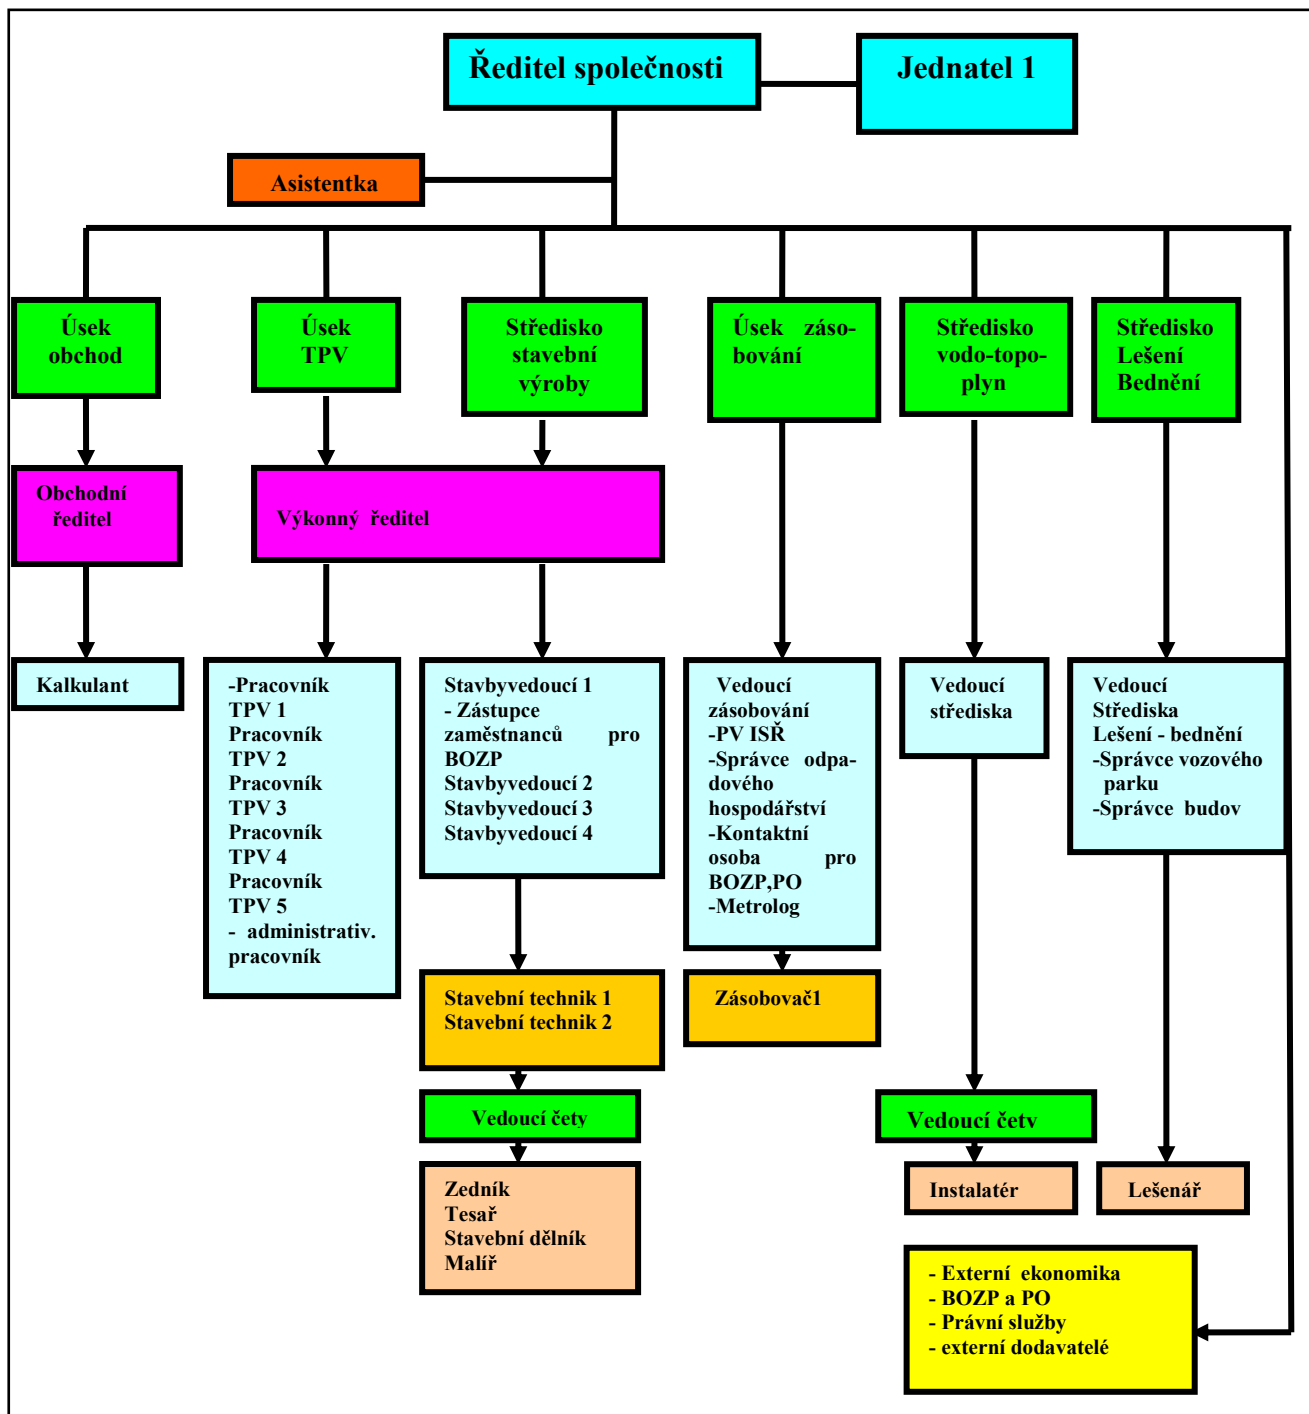 Ředitel společnosti
Jednatel 1
Asistentka
Úsek
obchod
Úsek
TPV
Středisko
stavební
výroby
Úsek záso-
bování
Středisko
vodo-topo-
plyn
Středisko
Lešení
Bednění
Obchodní
ředitel
Výkonný ředitel
Kalkulant
-Pracovník
TPV 1
Pracovník
TPV 2
Pracovník
TPV 3
Pracovník
TPV 4
Pracovník
TPV 5
- administrativ.
pracovník
Stavbyvedoucí 1
- Zástupce
zaměstnanců pro
BOZP
Stavbyvedoucí 2
Stavbyvedoucí 3
Stavbyvedoucí 4
Vedoucí
zásobování
-PV ISŘ
-Správce odpa-
dového
hospodářství
-Kontaktní
osoba pro
BOZP,PO
-Metrolog
Vedoucí
střediska
Vedoucí
Střediska
Lešení - bednění
-Správce vozového
parku
-Správce budov
Stavební technik 1
Stavební technik 2
Zásobovač1
Vedoucí čety
Vedoucí čety
Zedník
Tesař
Stavební dělník
Malíř
Instalatér
Lešenář
- Externí ekonomika
- BOZP a PO
- Právní služby
- externí dodavatelé